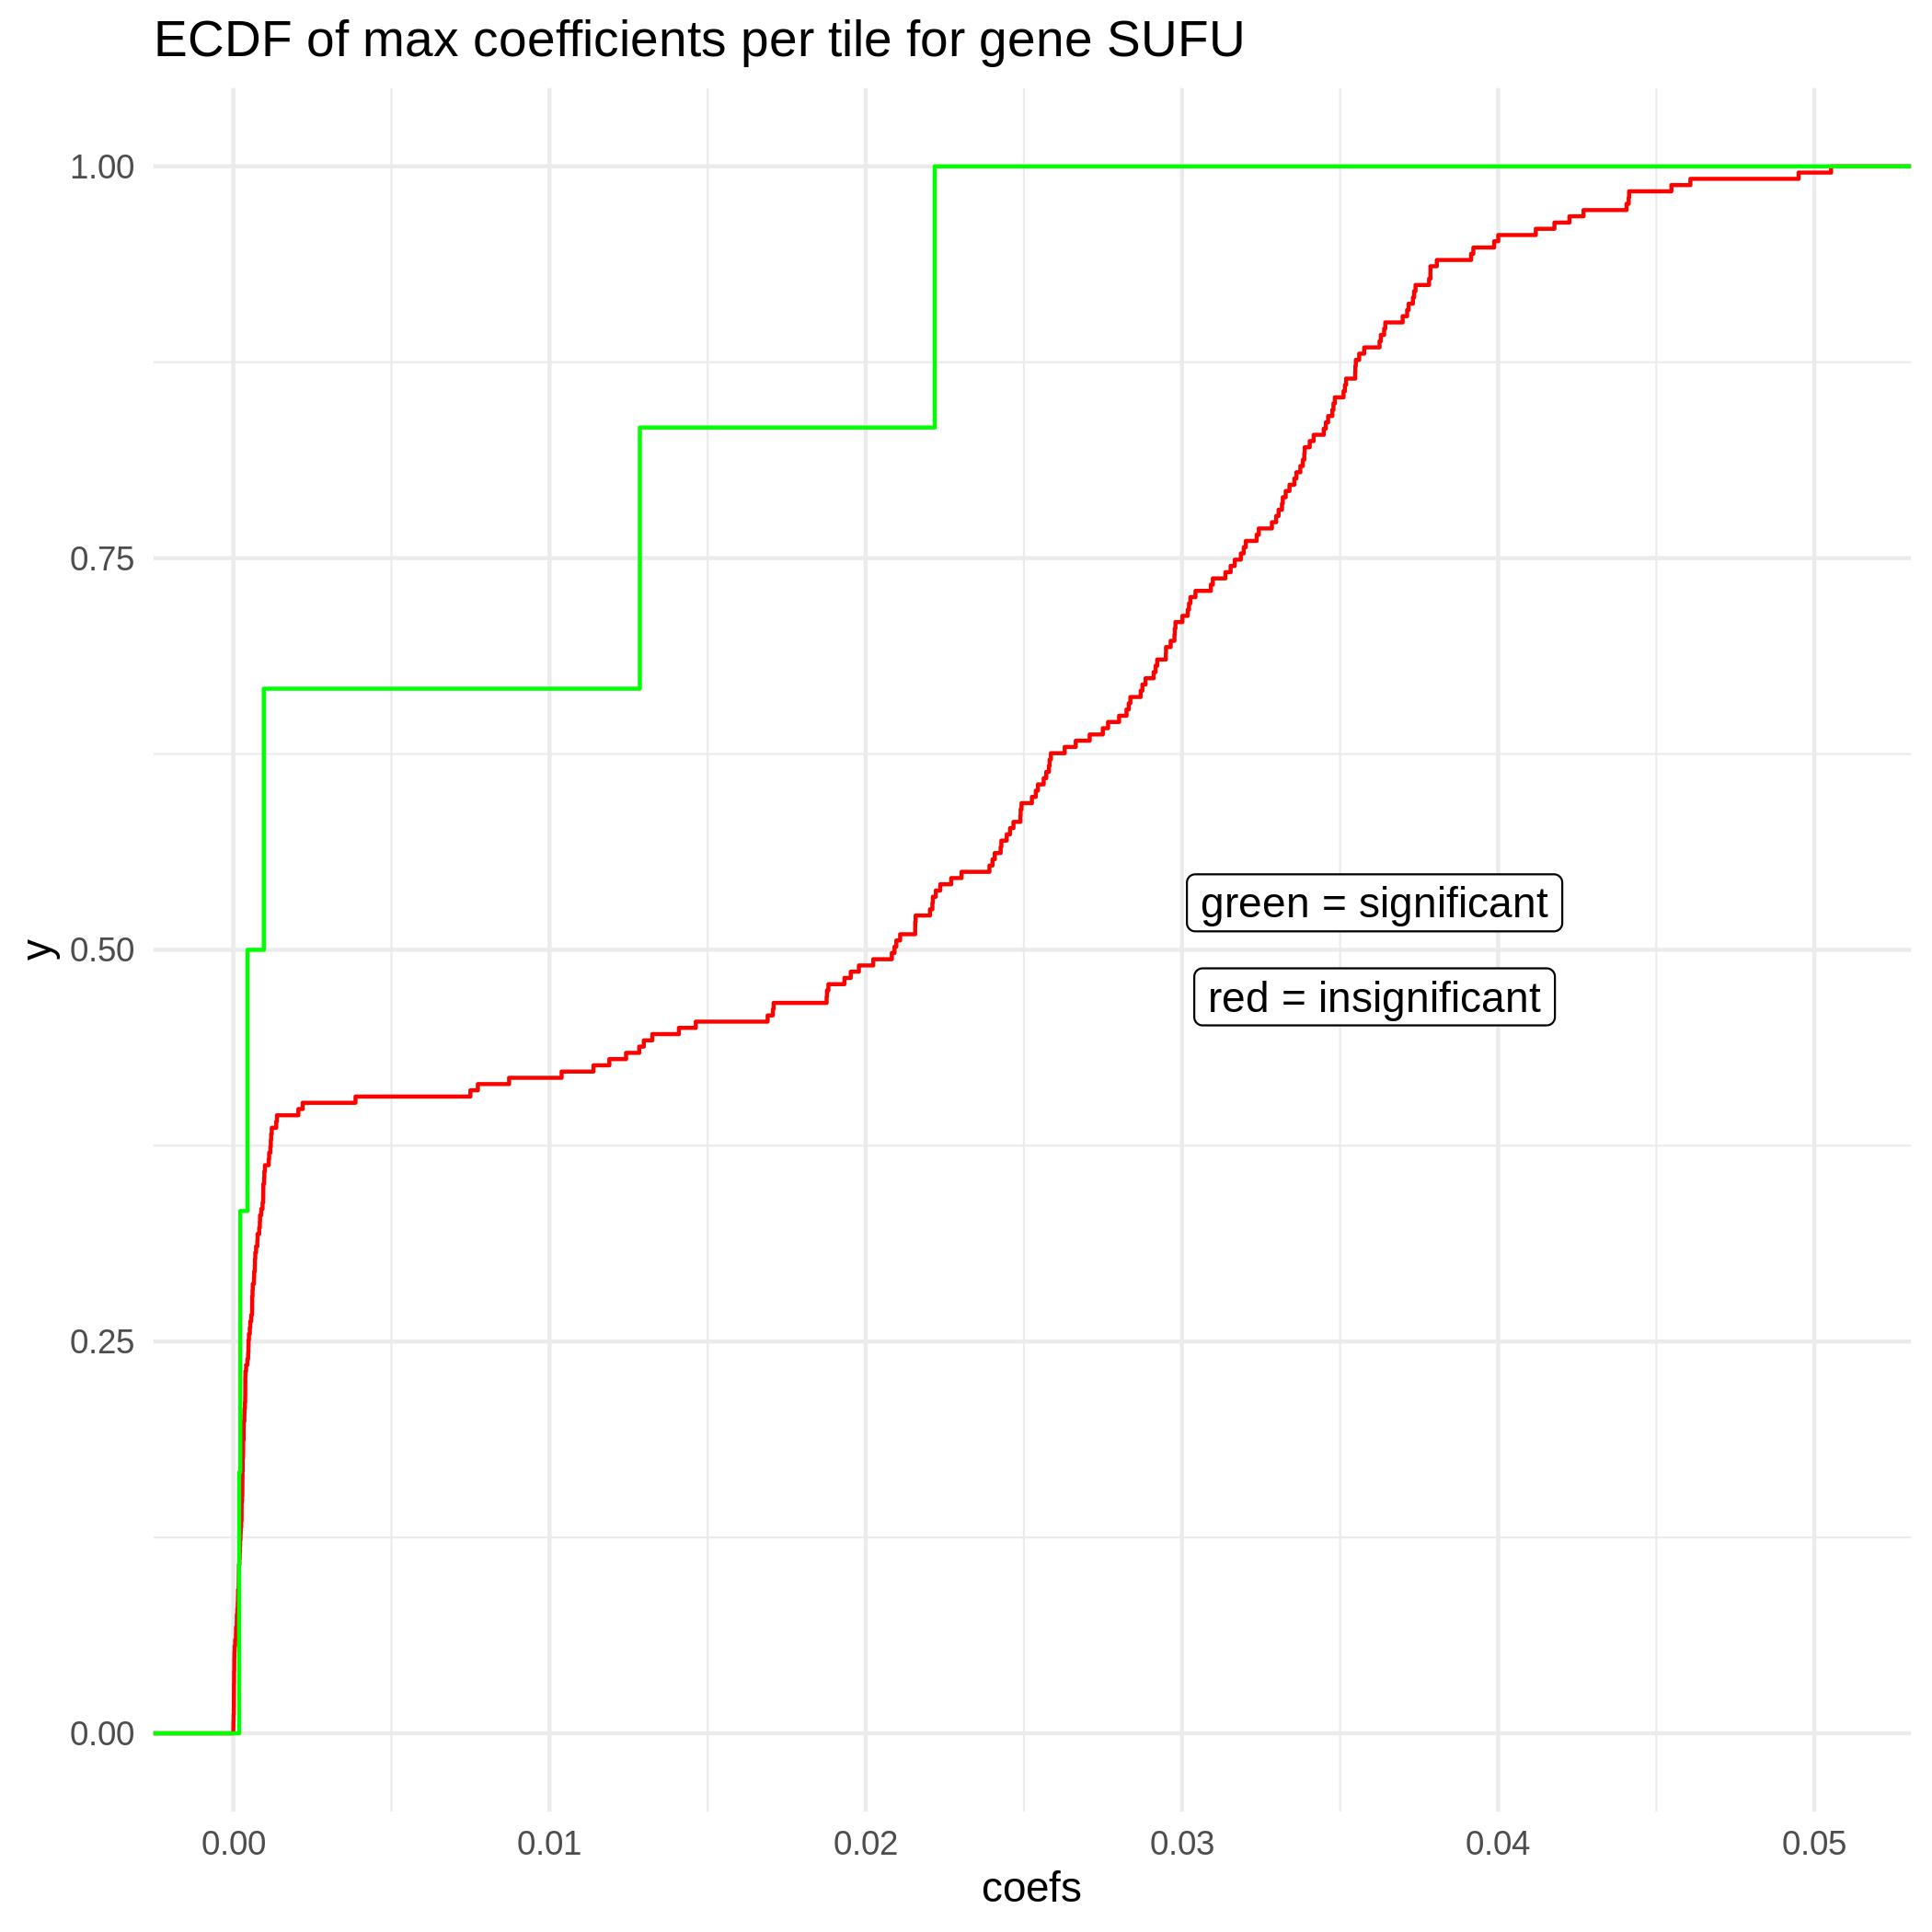 ECDF of max coefficients per tile for gene SUFU
1.00
0.75
0.50
0.25
0.00
y
green = significant
red = insignificant
0.00 0.01 0.02 0.03 0.04 0.05
coefs